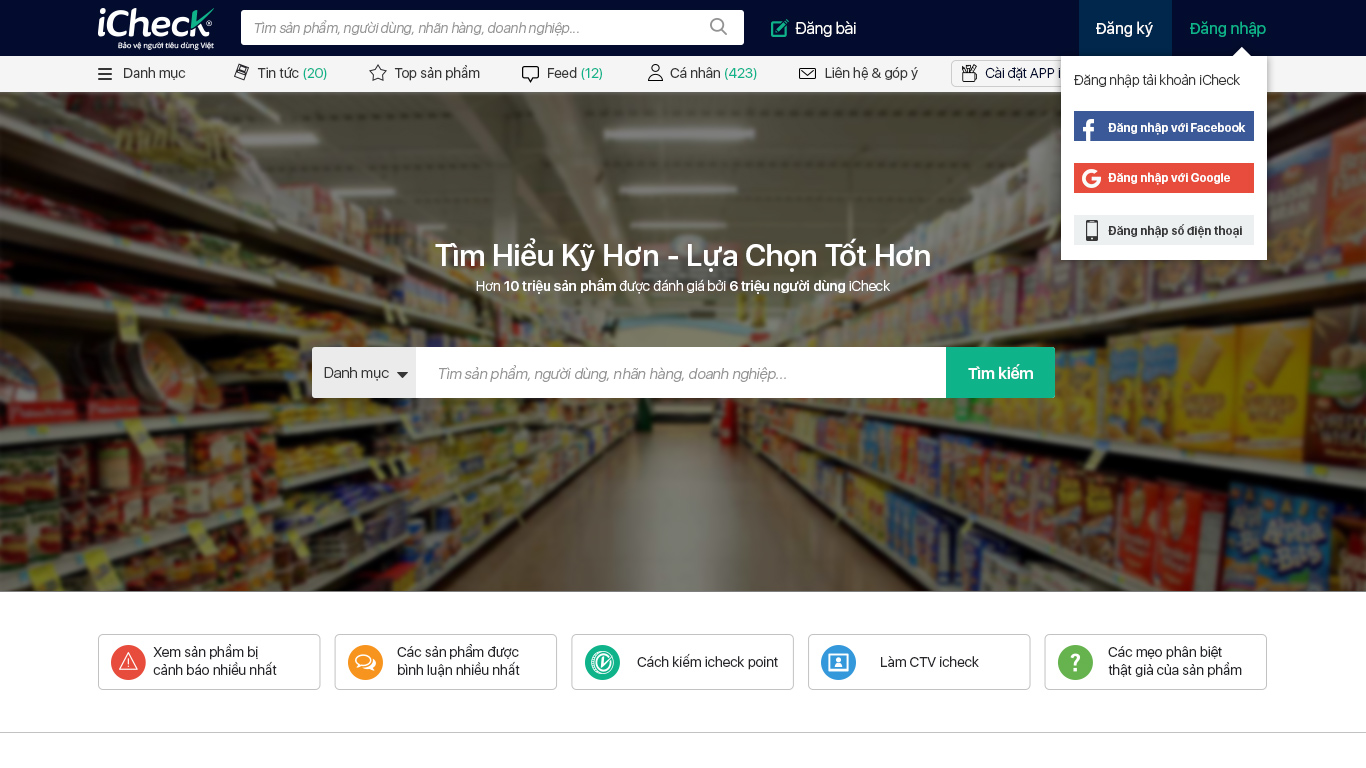 iCheck
Bảo vệ người tiêu dùng Việt
Tìm sản phẩm, người dùng, nhãn hàng, doanh nghiệp...
Đăng bài
Đăng ký
Đăng nhập
Danh mục
Tin tức (20)
Top sản phẩm
Feed (12)
Cá nhân (423)
Liên hệ & góp ý
Cài đặt APP i
Đăng nhập tài khoản iCheck
Đăng nhập với Facebook
Đăng nhập với Google
Đăng nhập số điện thoại
Tìm Hiểu Kỹ Hơn - Lựa Chọn Tốt Hơn
Hơn 10 triệu sản phẩm được đánh giá bởi 6 triệu người dùng iCheck
Danh mục
Tìm sản phẩm, người dùng, nhãn hàng, doanh nghiệp...
Tìm kiếm
Xem sản phẩm bị
cảnh báo nhiều nhất
Các sản phẩm được
bình luận nhiều nhất
Cách kiếm icheck point
Làm CTV icheck
Các mẹo phân biệt
thật giả của sản phẩm